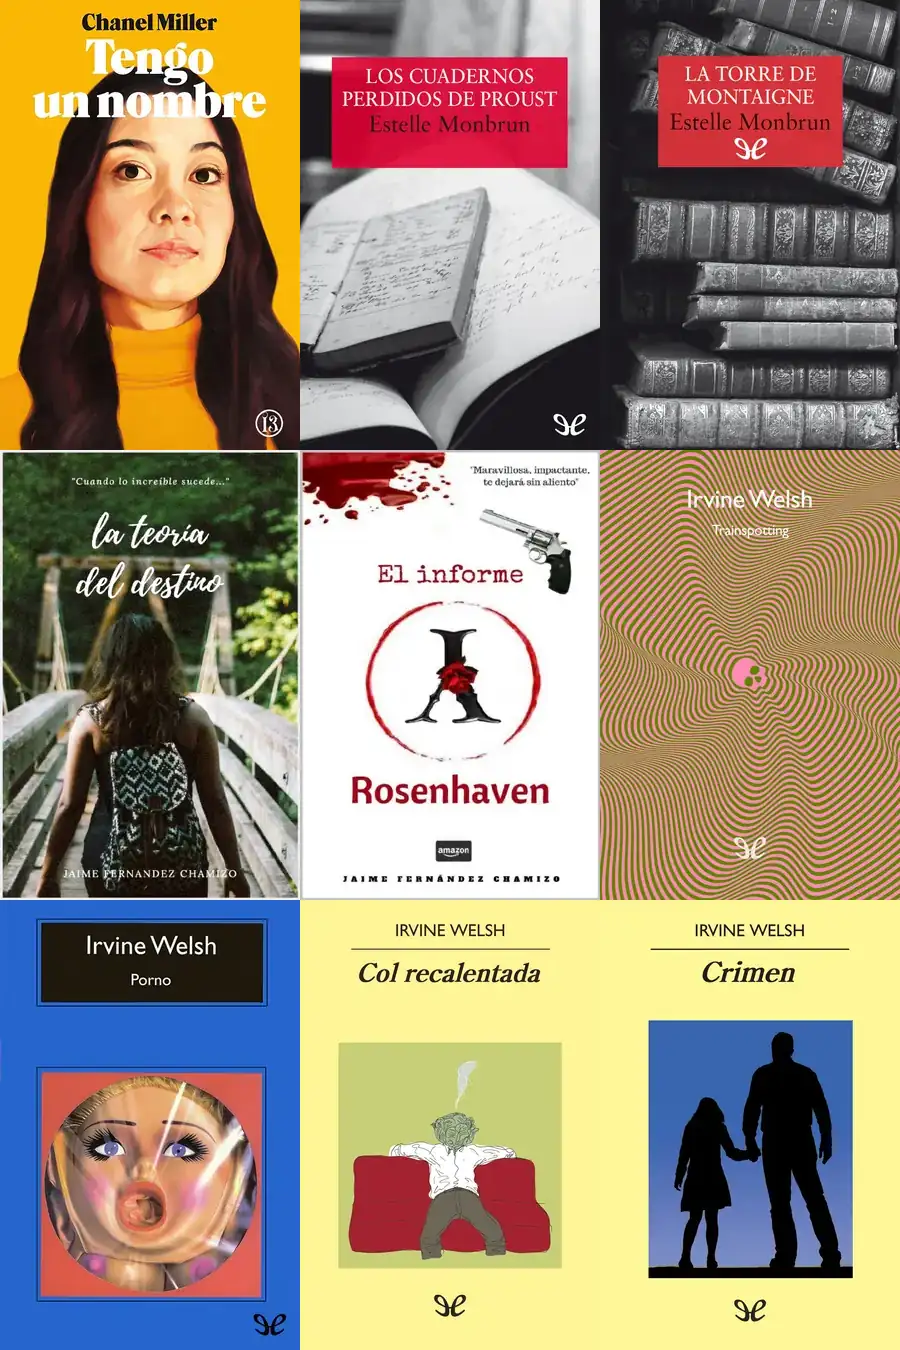 Chanel Miller
Tengo
un nombre
13
LOS CUADERNOS
PERDIDOS DE PROUST
Estelle Monbrun
LA TORRE DE
MONTAIGNE
Estelle Monbrun
"Cuando lo increíble sucede..."
la teoría
del destino
JAIME FERNANDEZ CHAMIZO
"Maravillosa, impactante,
te dejará sin aliento"
El informe
Rosenhaven
amazon
JAIME FERNÁNDEZ CHAMIZO
Irvine Welsh
Trainspotting
Irvine Welsh
Porno
IRVINE WELSH
Col recalentada
IRVINE WELSH
Crimen